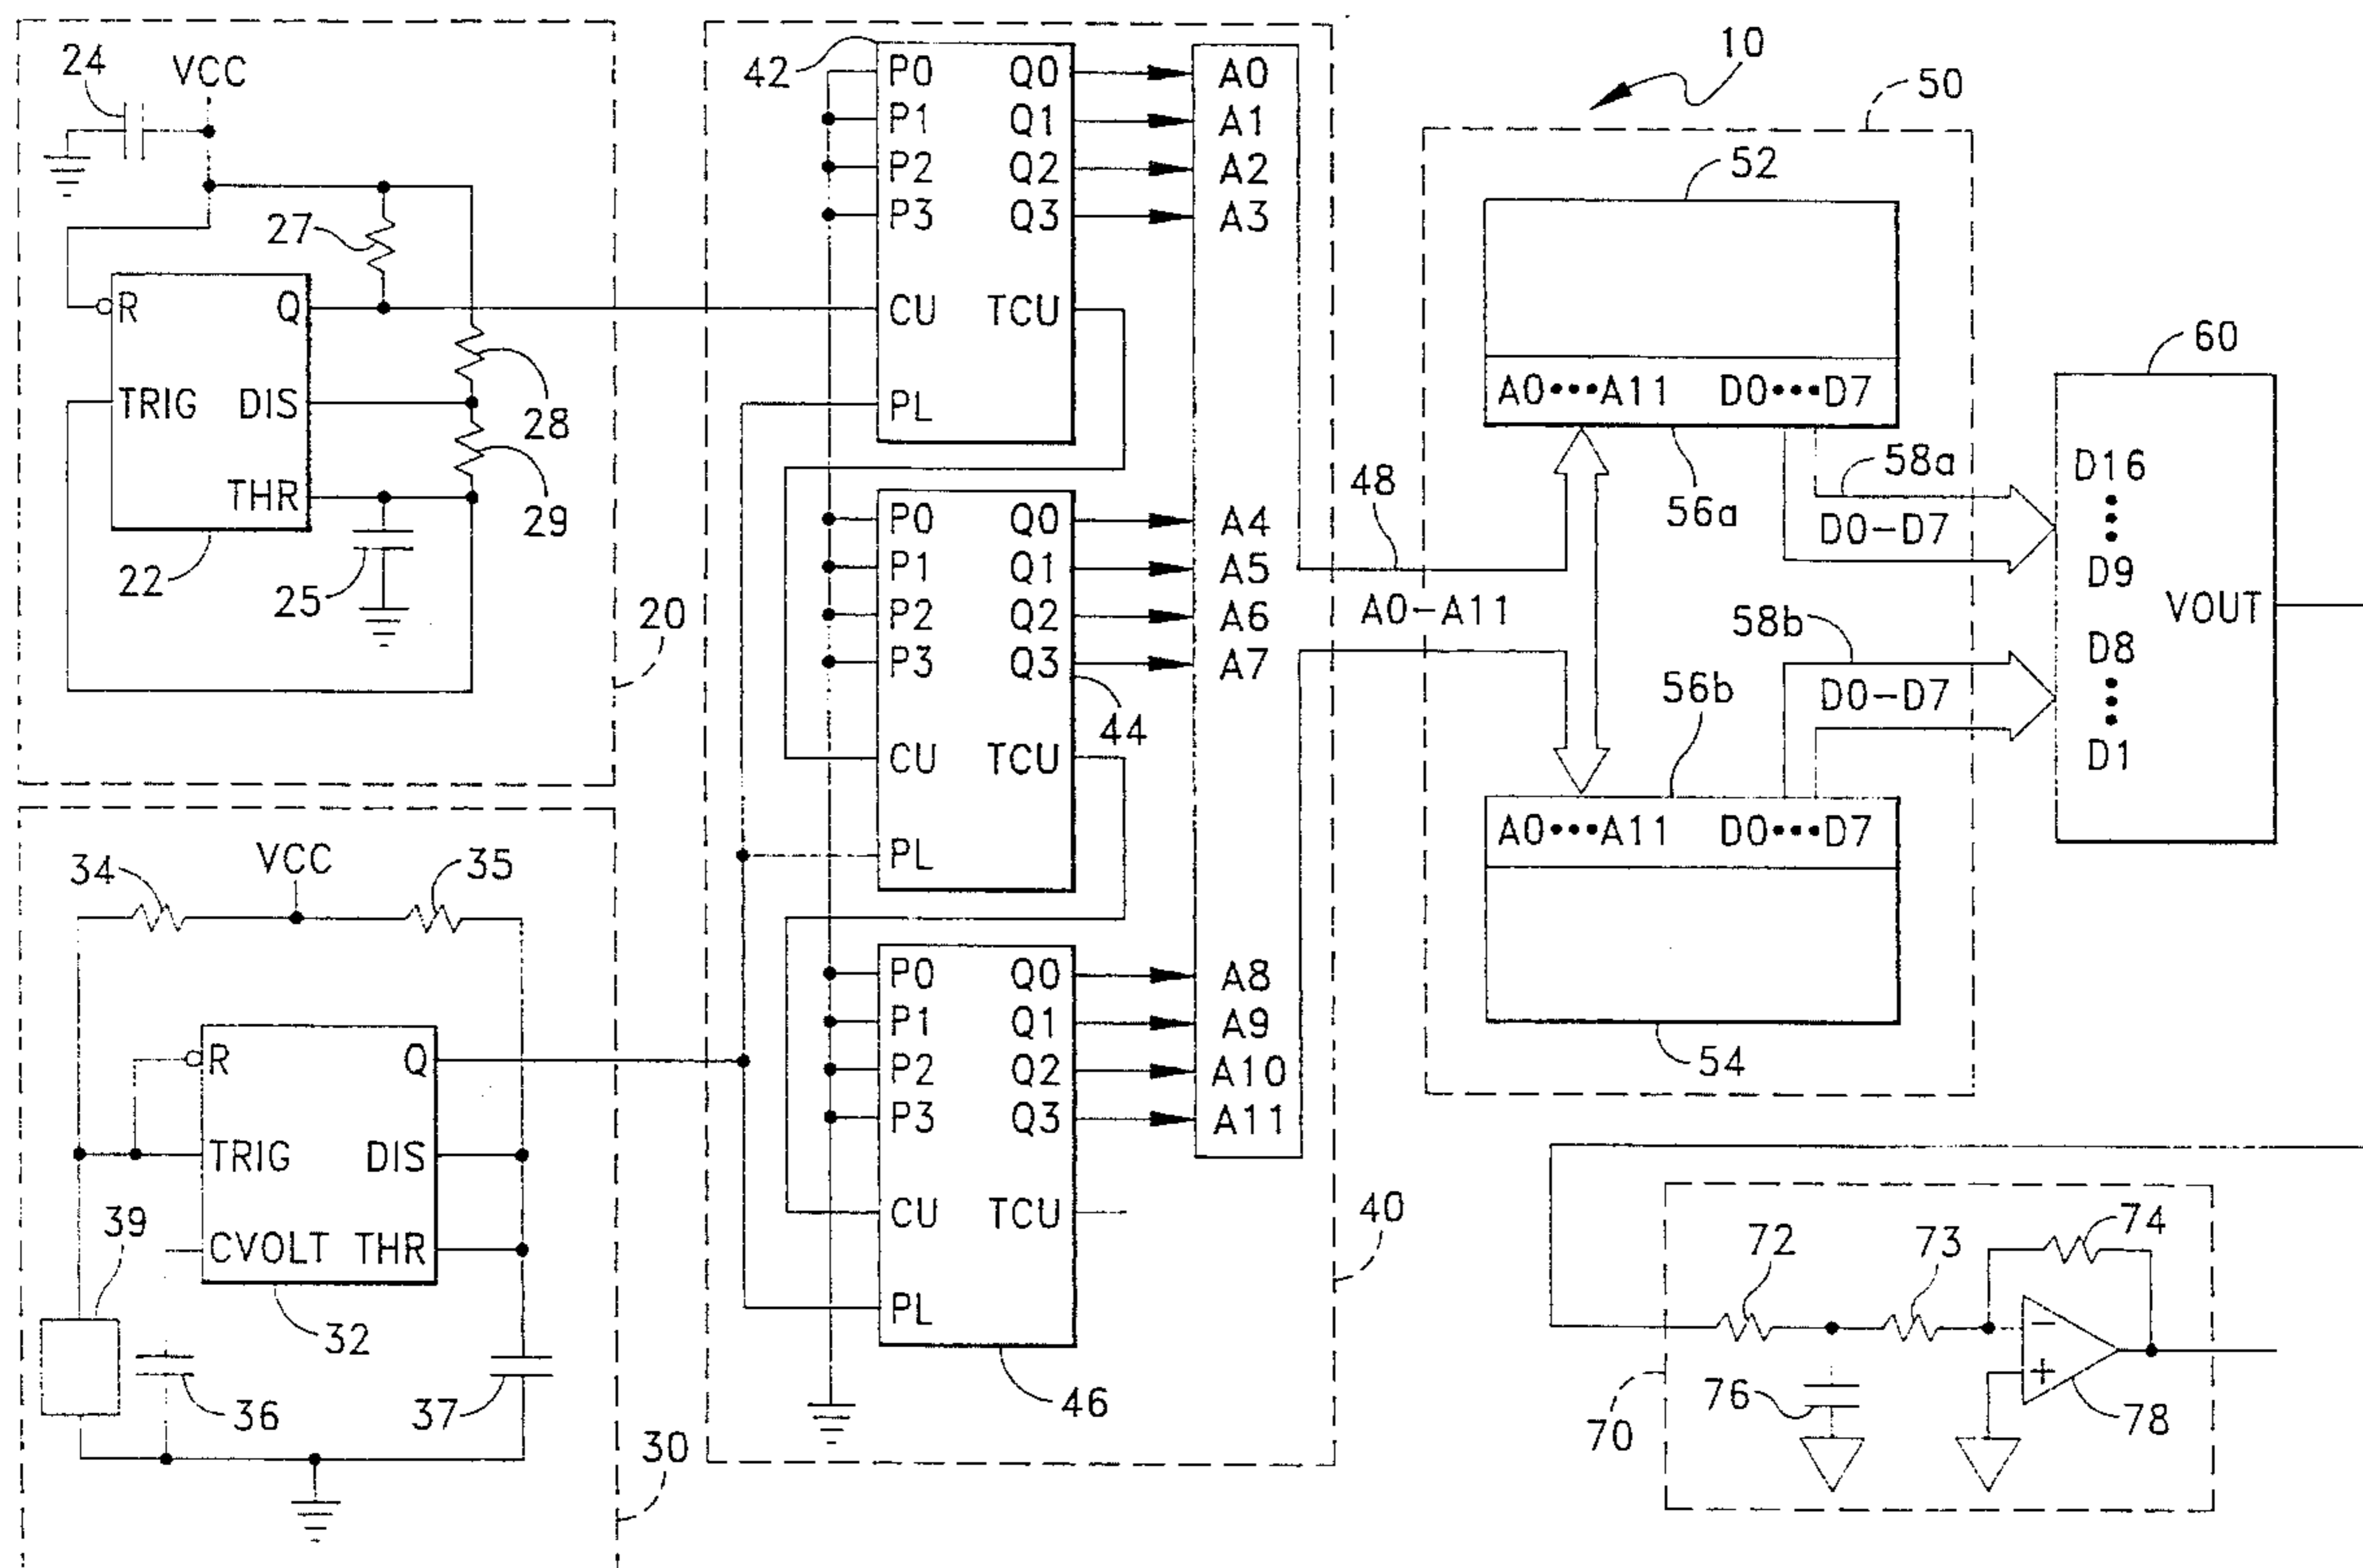 24
VCC
27
R
Q
TRIG
DIS
THR
28
29
22
25
20
34
VCC
35
R
Q
TRIG
DIS
CVOLT
THR
39
32
36
37
30
42
P0 Q0
P1 Q1
P2 Q2
P3 Q3
CU TCU
PL
P0 Q0
P1 Q1
P2 Q2
P3 Q3
44
CU TCU
PL
P0 Q0
P1 Q1
P2 Q2
P3 Q3
CU TCU
PL
46
40
A0
A1
A2
A3
A4
A5
A6
A7
A8
A9
A10
A11
48
A0-A11
10
50
52
A0•••A11 D0•••D7
56a
58a
D0-D7
58b
D0-D7
56b
A0•••A11 D0•••D7
54
60
D16
D9
VOUT
D8
D1
72
73
74
76
78
70